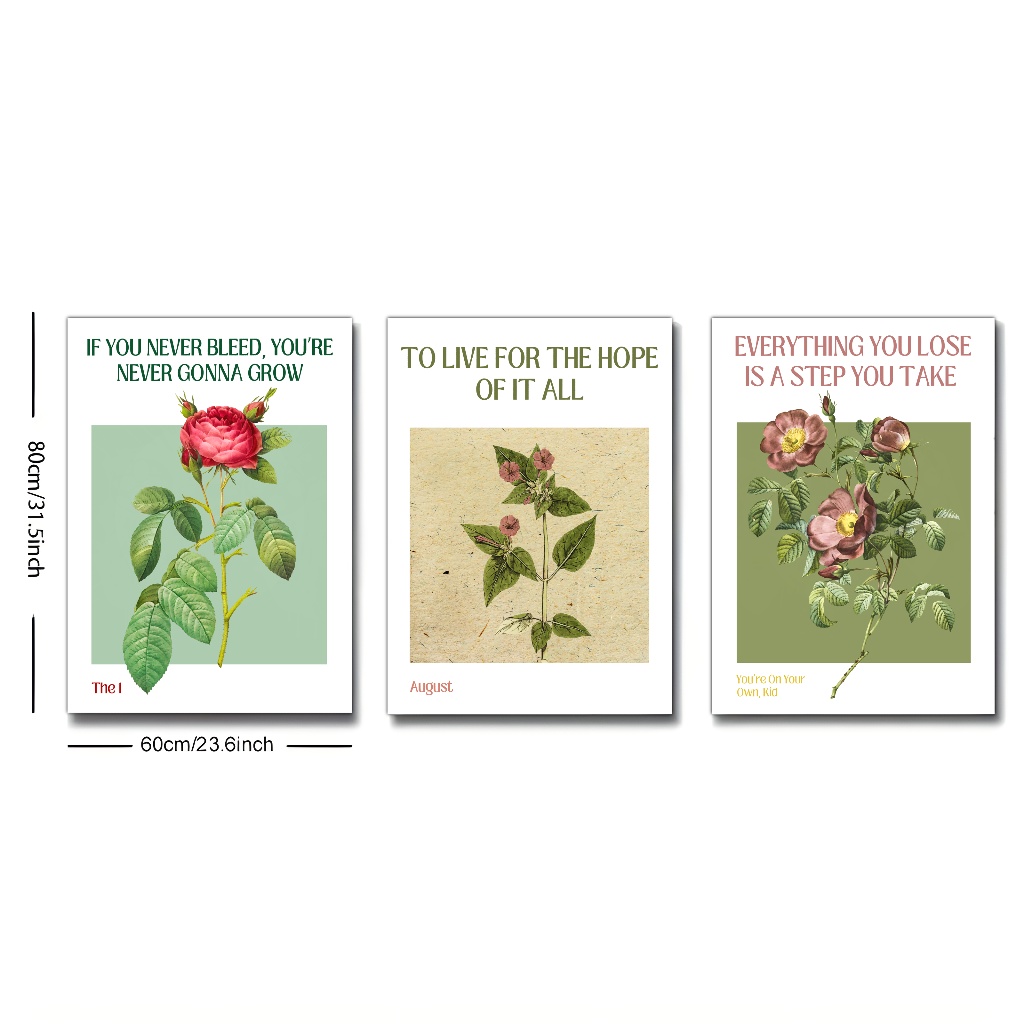 IF YOU NEVER BLEED, YOU'RE
NEVER GONNA GROW
The I
TO LIVE FOR THE HOPE
OF IT ALL
August
EVERYTHING YOU LOSE
IS A STEP YOU TAKE
You're On Your
Own, Kid
80cm/31.5inch
60cm/23.6inch